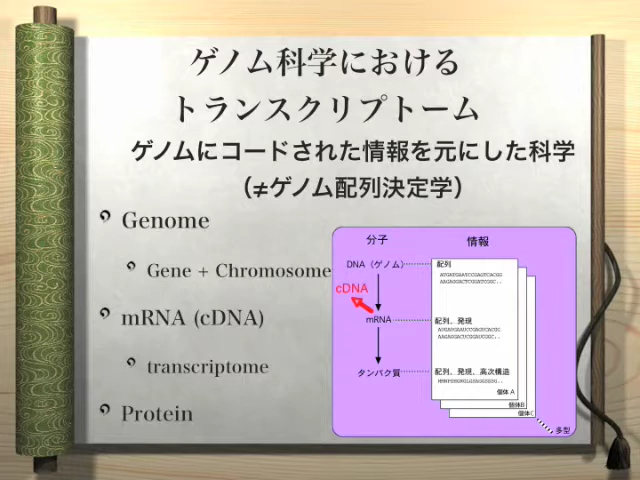 ゲノム科学における
トランスクリプトーム
ゲノムにコードされた情報を元にした科学
（≠ゲノム配列決定学）
Genome
Gene + Chromosome
mRNA (cDNA)
transcriptome
Protein
分子
情報
DNA（ゲノム）
cDNA
mRNA
タンパク質
配列
配列、発現
配列、発現、高次構造
個体 A
個体B
個体C
多型